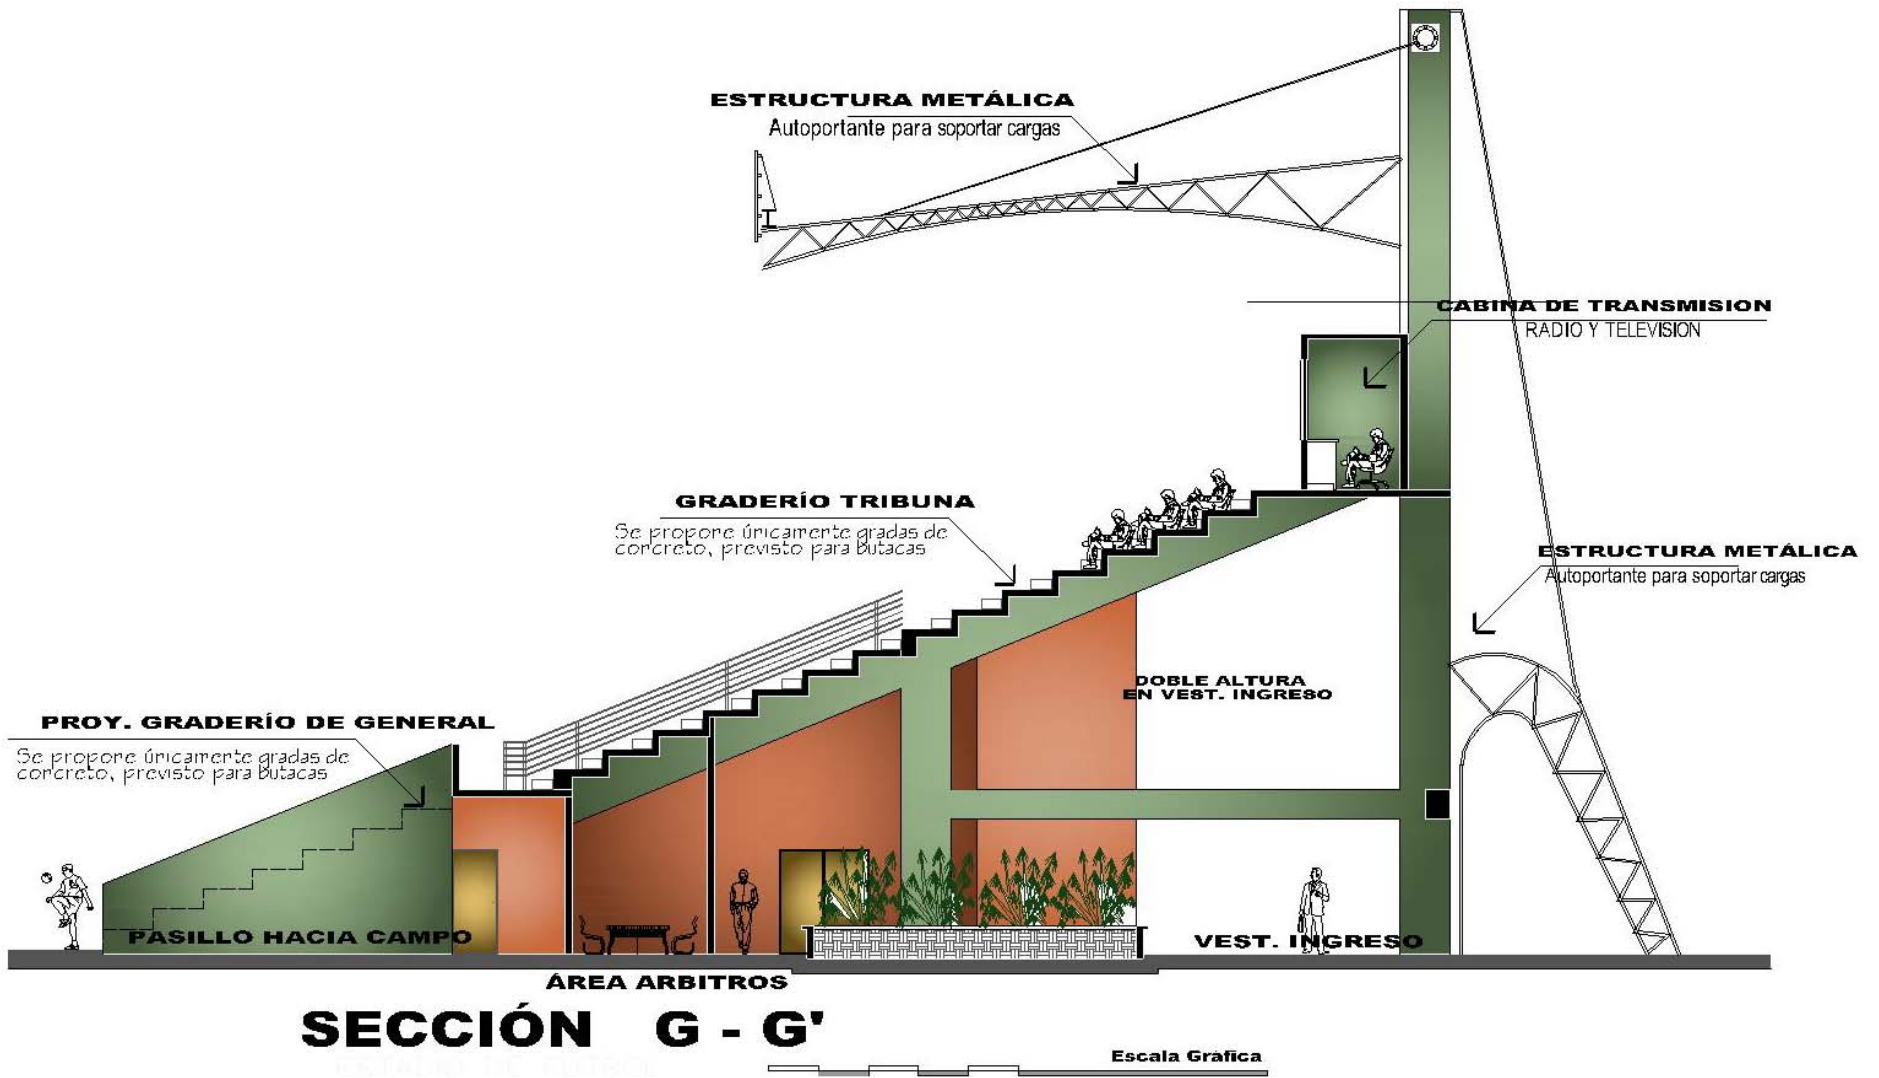 ESTRUCTURA METÁLICA
Autoportante para soportar cargas
CABINA DE TRANSMISION
RADIO Y TELEVISION
GRADERÍO TRIBUNA
Se propone únicamente gradas de
concreto, previsto para Butacas
ESTRUCTURA METÁLICA
Autoportante para soportar cargas
DOBLE ALTURA
EN VEST. INGRESO
PROY. GRADERÍO DE GENERAL
Se propone únicamente gradas de
concreto, previsto para Butacas
PASILLO HACIA CAMPO
VEST. INGRESO
ÁREA ARBITROS
SECCIÓN G - G'
Escala Gráfica